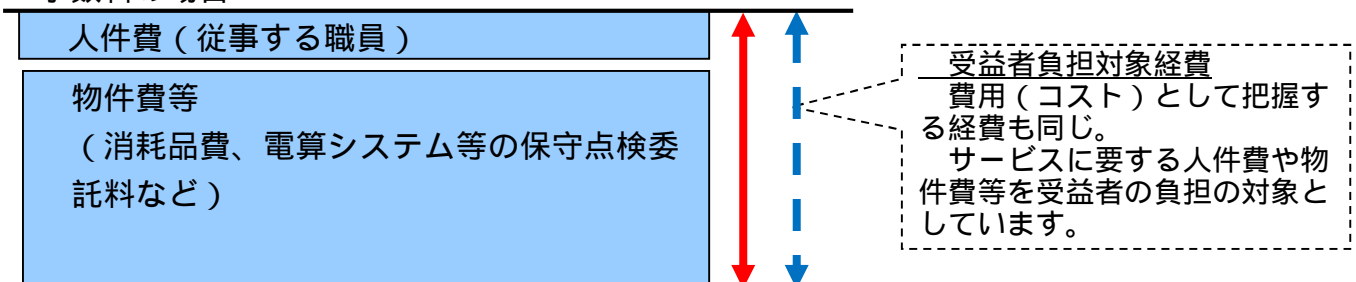 人件費(従事する職員)
物件費等
(消耗品費、電算システム等の保守点検委
託料など)
受益者負担対象経費
費用(コスト)として把握す
る経費も同じ。
サービスに要する人件費や物
件費等を受益者の負担の対象と
しています。